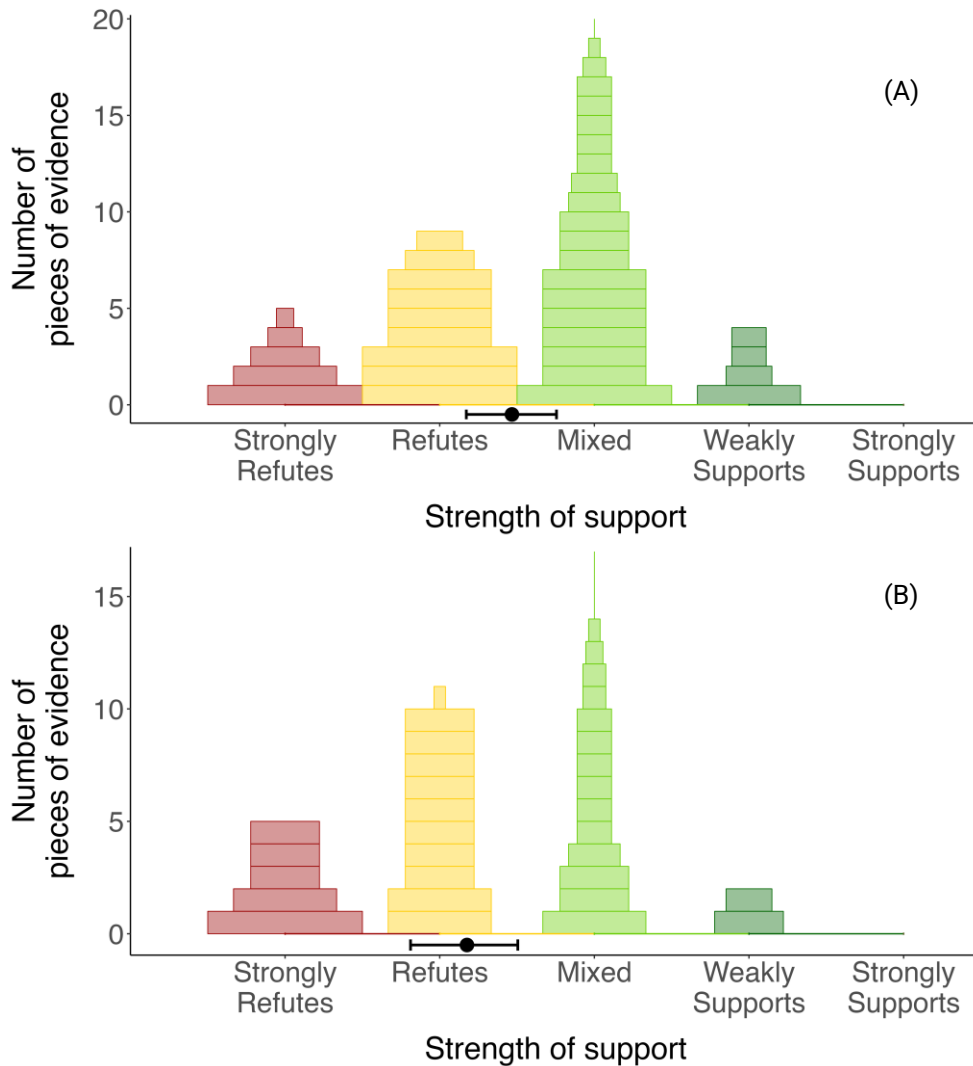 20
(A)
15
10
5
0
Number of
pieces of evidence
Strongly
Refutes
Refutes
Mixed
Weakly
Supports
Strongly
Supports
Strength of support
(B)
15
10
5
0
Number of
pieces of evidence
Strongly
Refutes
Refutes
Mixed
Weakly
Supports
Strongly
Supports
Strength of support